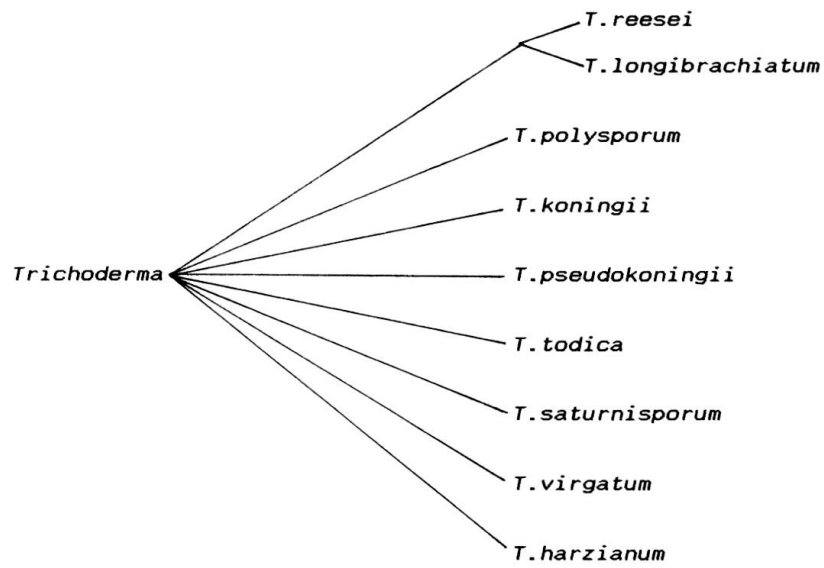 T.reesei
T.longibrachiatum
T.polysporum
T.koningii
Trichoderma
T.pseudokoningii
T.todica
T.saturnisporum
T.virgatum
T.harzianum